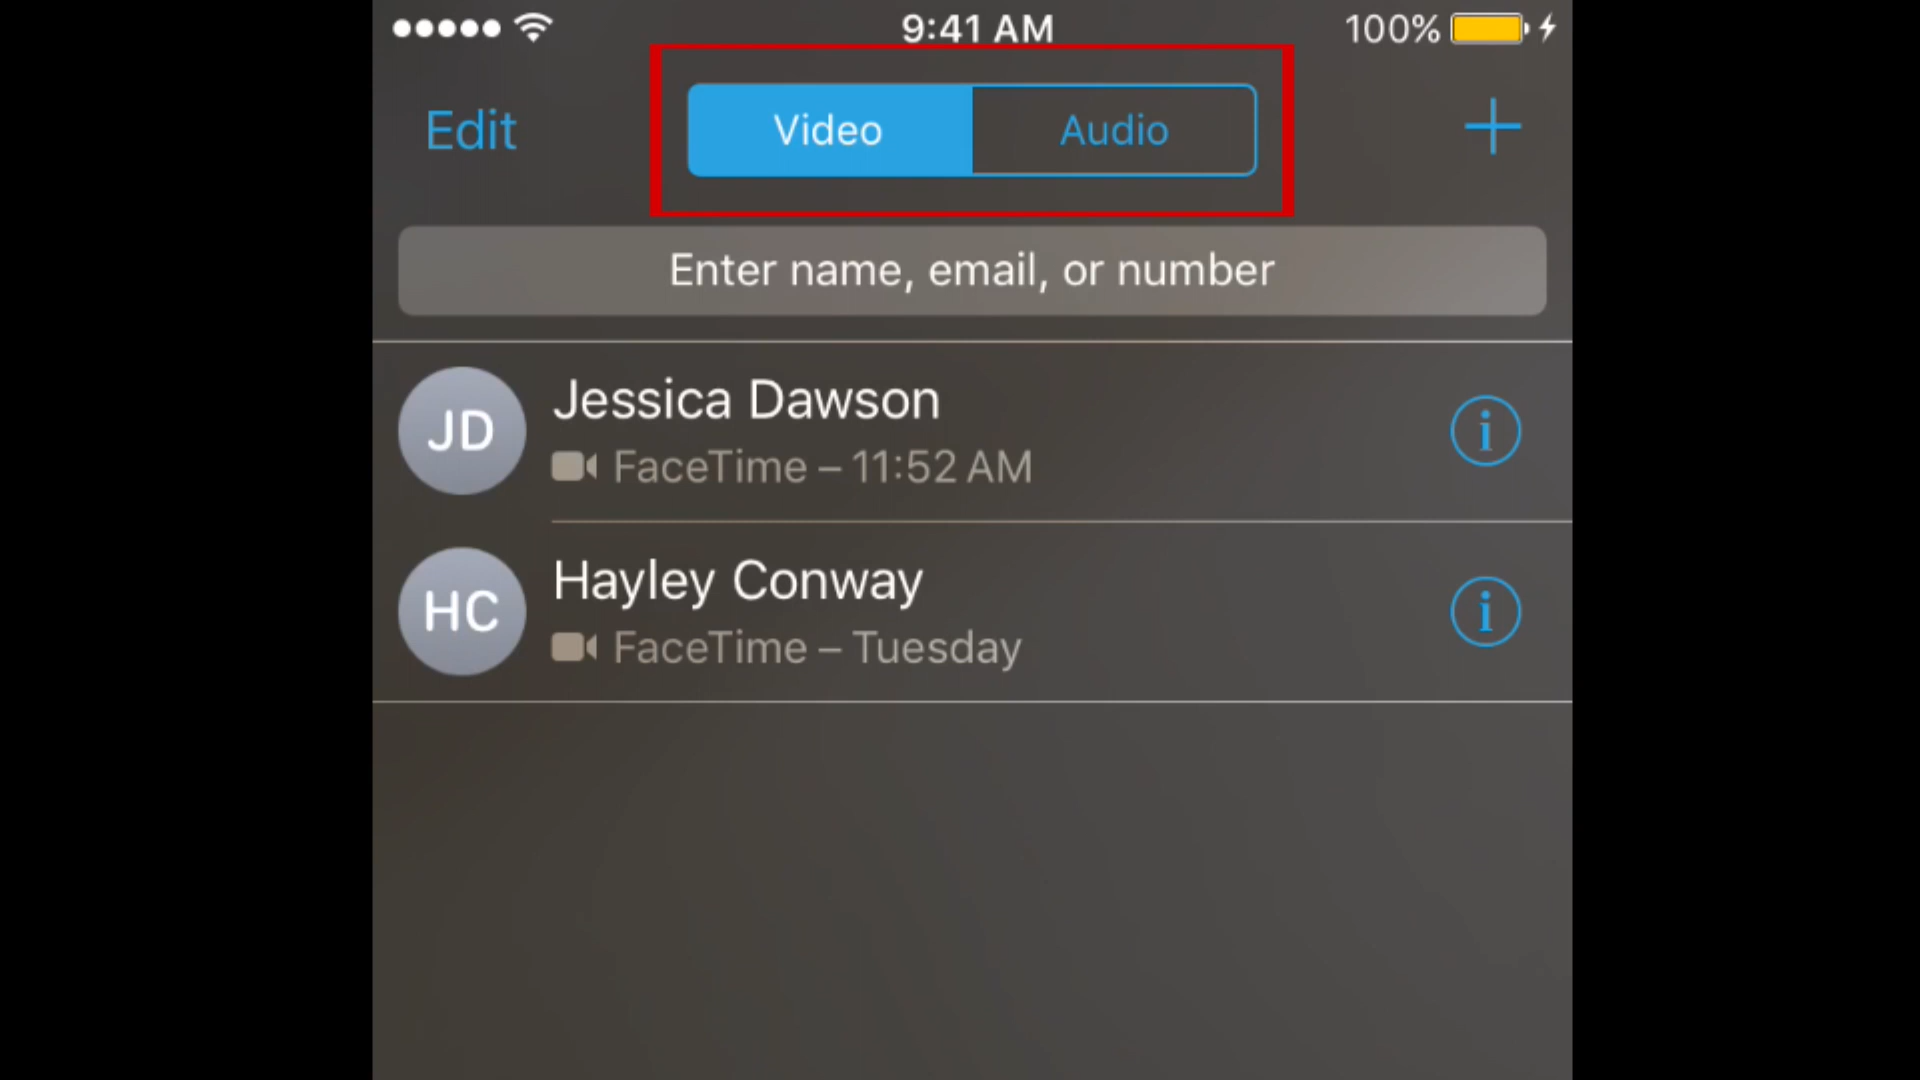 9:41 AM
100%
Edit
Video
Audio
Enter name, email, or number
JD
Jessica Dawson
FaceTime – 11:52 AM
HC
Hayley Conway
FaceTime – Tuesday